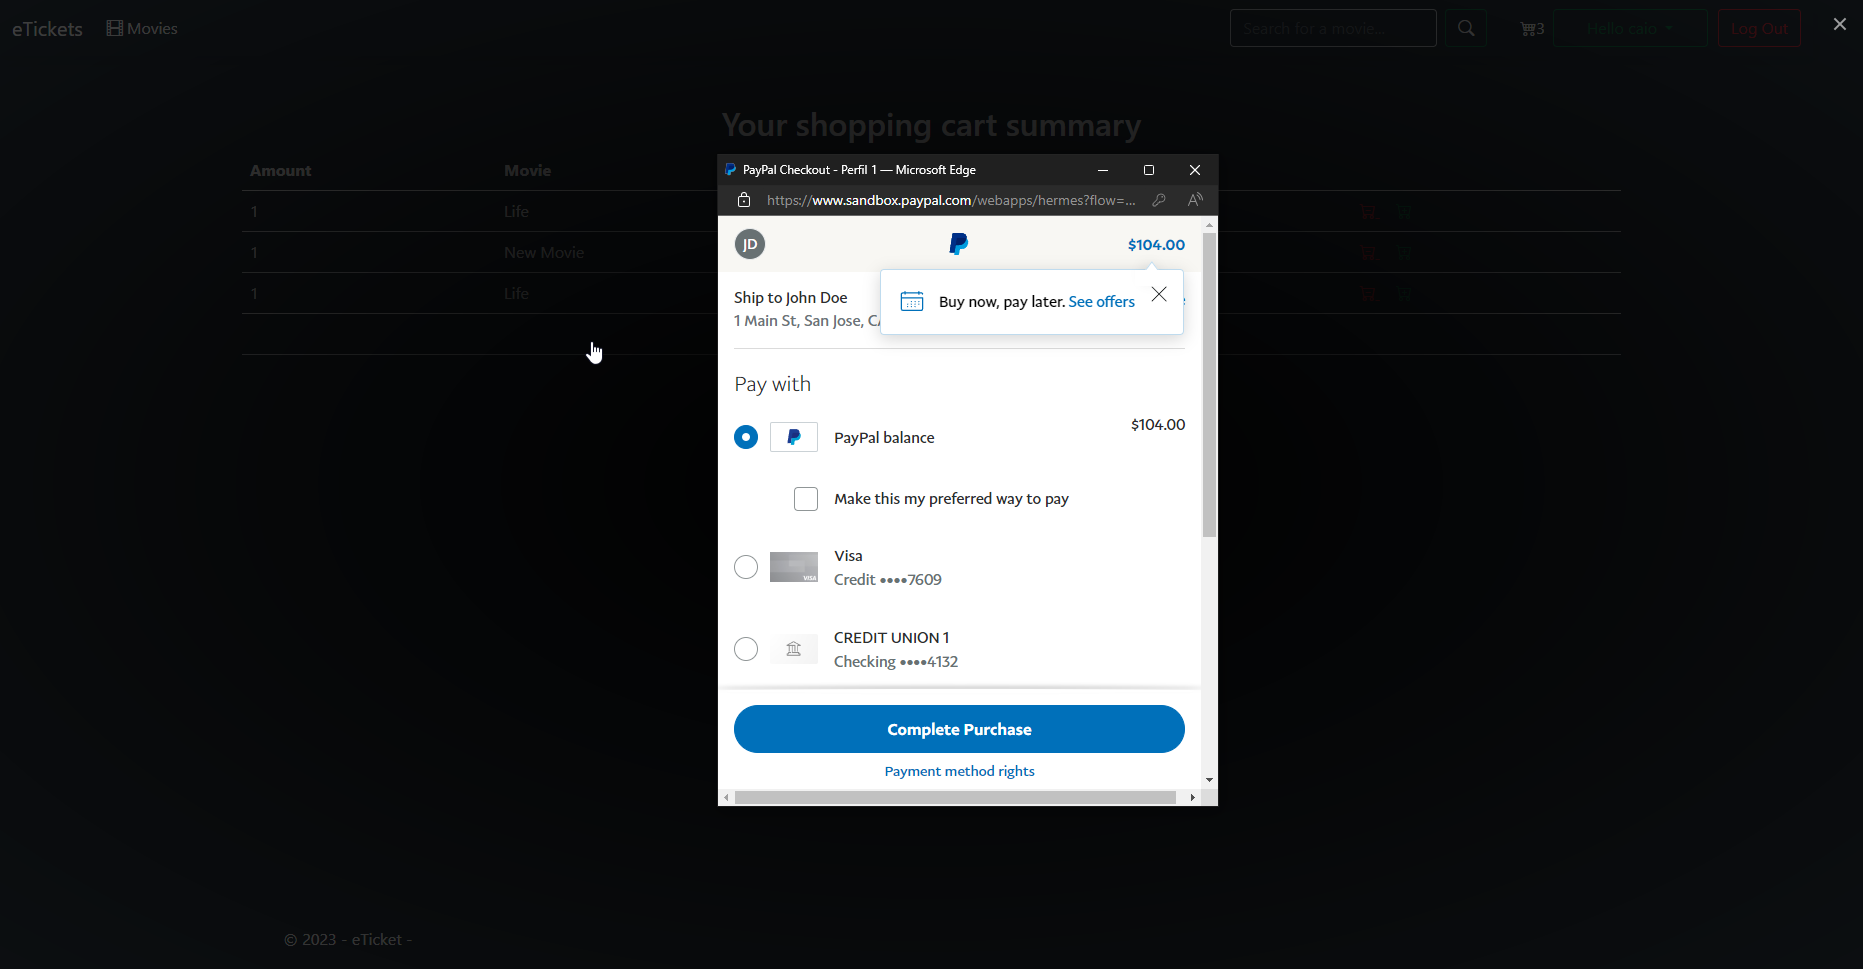 eTickets
Movies
Search for a movie...
3
Hello caio
Log Out
Your shopping cart summary
Amount Movie
1 Life
1 New Movie
1 Life
PayPal Checkout - Perfil 1 — Microsoft Edge
https://www.sandbox.paypal.com/webapps/hermes?flow=...
JD
$104.00
Buy now, pay later. See offers
Ship to John Doe
1 Main St, San Jose,
Pay with
PayPal balance $104.00
Make this my preferred way to pay
VISA
Visa
Credit ••••7609
CREDIT UNION 1
Checking ••••4132
Complete Purchase
Payment method rights
© 2023 - eTicket -